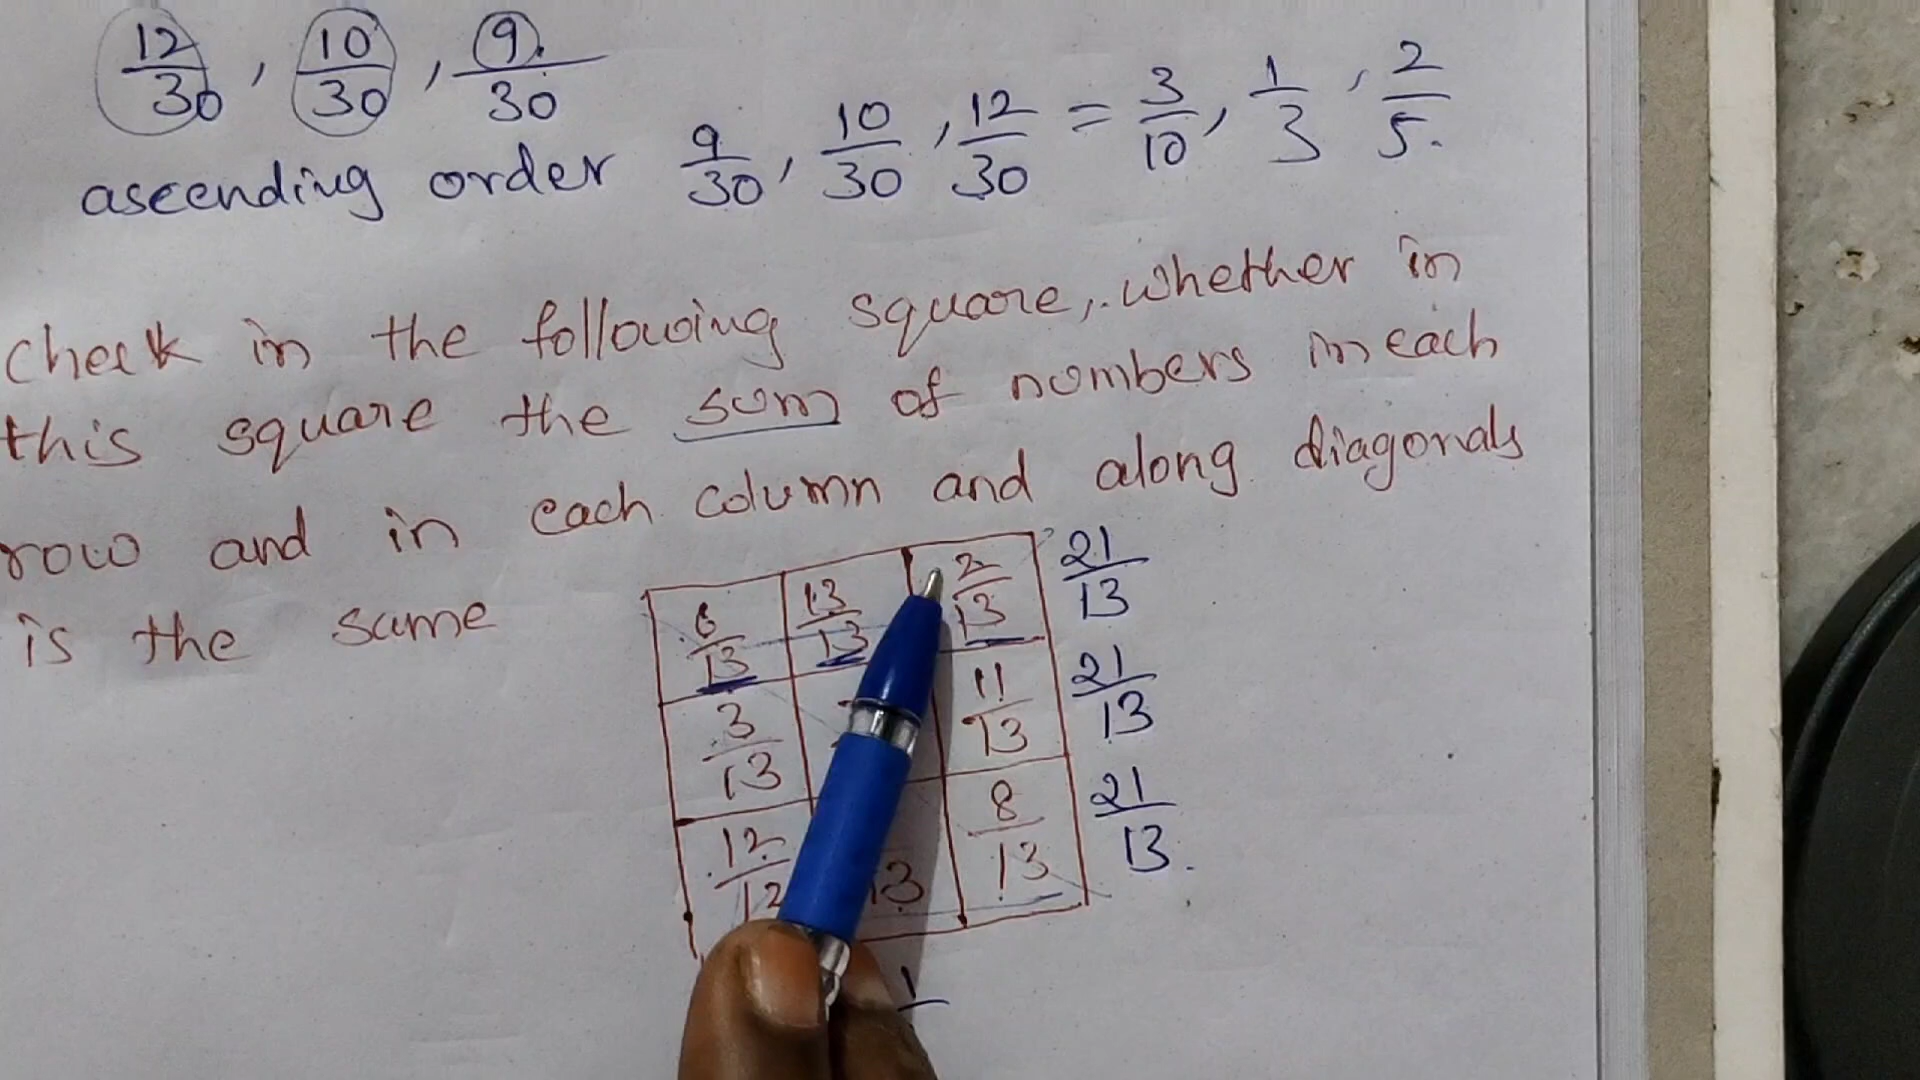 12/30, 10/30, 9/30
ascending order 9/30, 10/30, 12/30 = 3/10, 1/3, 2/5.
check in the following square, whether in
this square the sum of numbers in each
row and in each column and along diagonals
is the same
6/13 13/13 2/13 21/13
3/13 11/13 21/13
12/13 13 8/13 21/13.